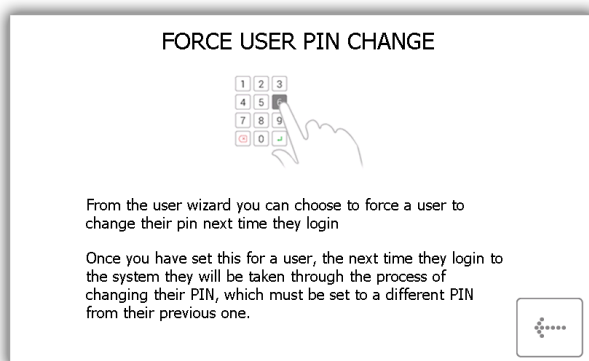 FORCE USER PIN CHANGE
1 2 3
4 5 6
7 8 9
0
From the user wizard you can choose to force a user to
change their pin next time they login
Once you have set this for a user, the next time they login to
the system they will be taken through the process of
changing their PIN, which must be set to a different PIN
from their previous one.